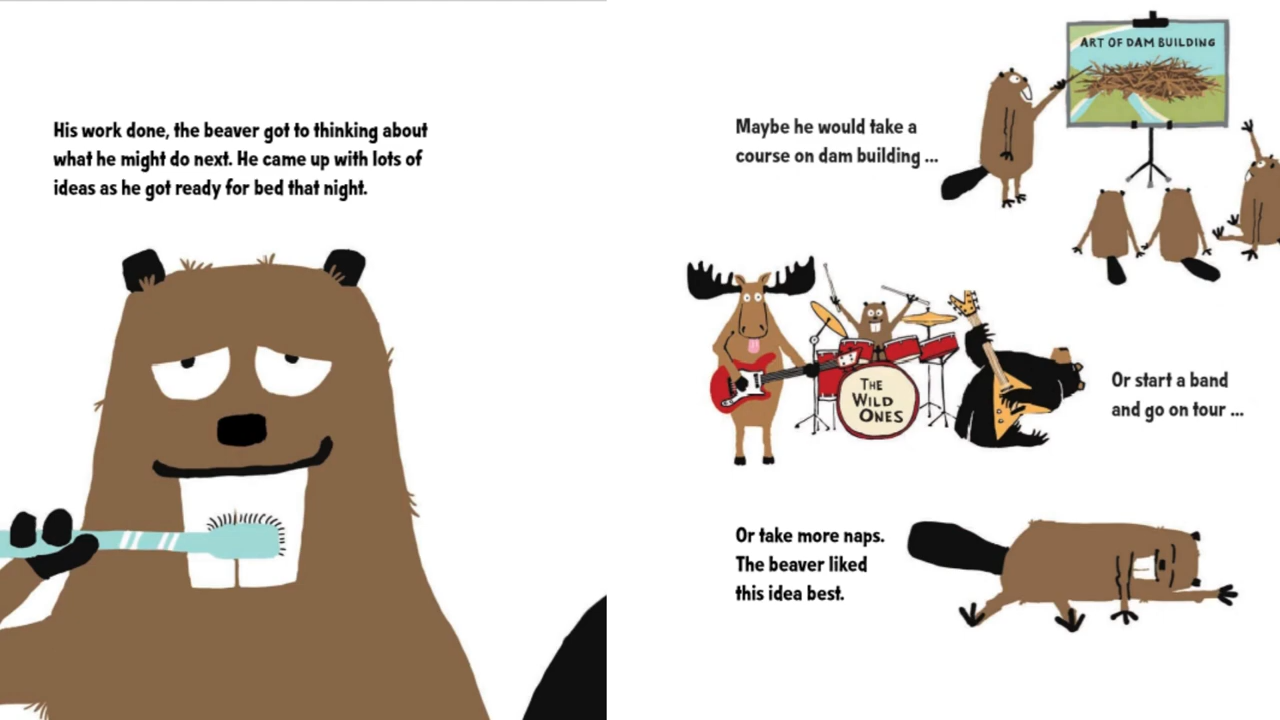 His work done, the beaver got to thinking about
what he might do next. He came up with lots of
ideas as he got ready for bed that night.
ART OF DAM BUILDING
Maybe he would take a
course on dam building ...
THE
WILD
ONES
Or start a band
and go on tour ...
Or take more naps.
The beaver liked
this idea best.